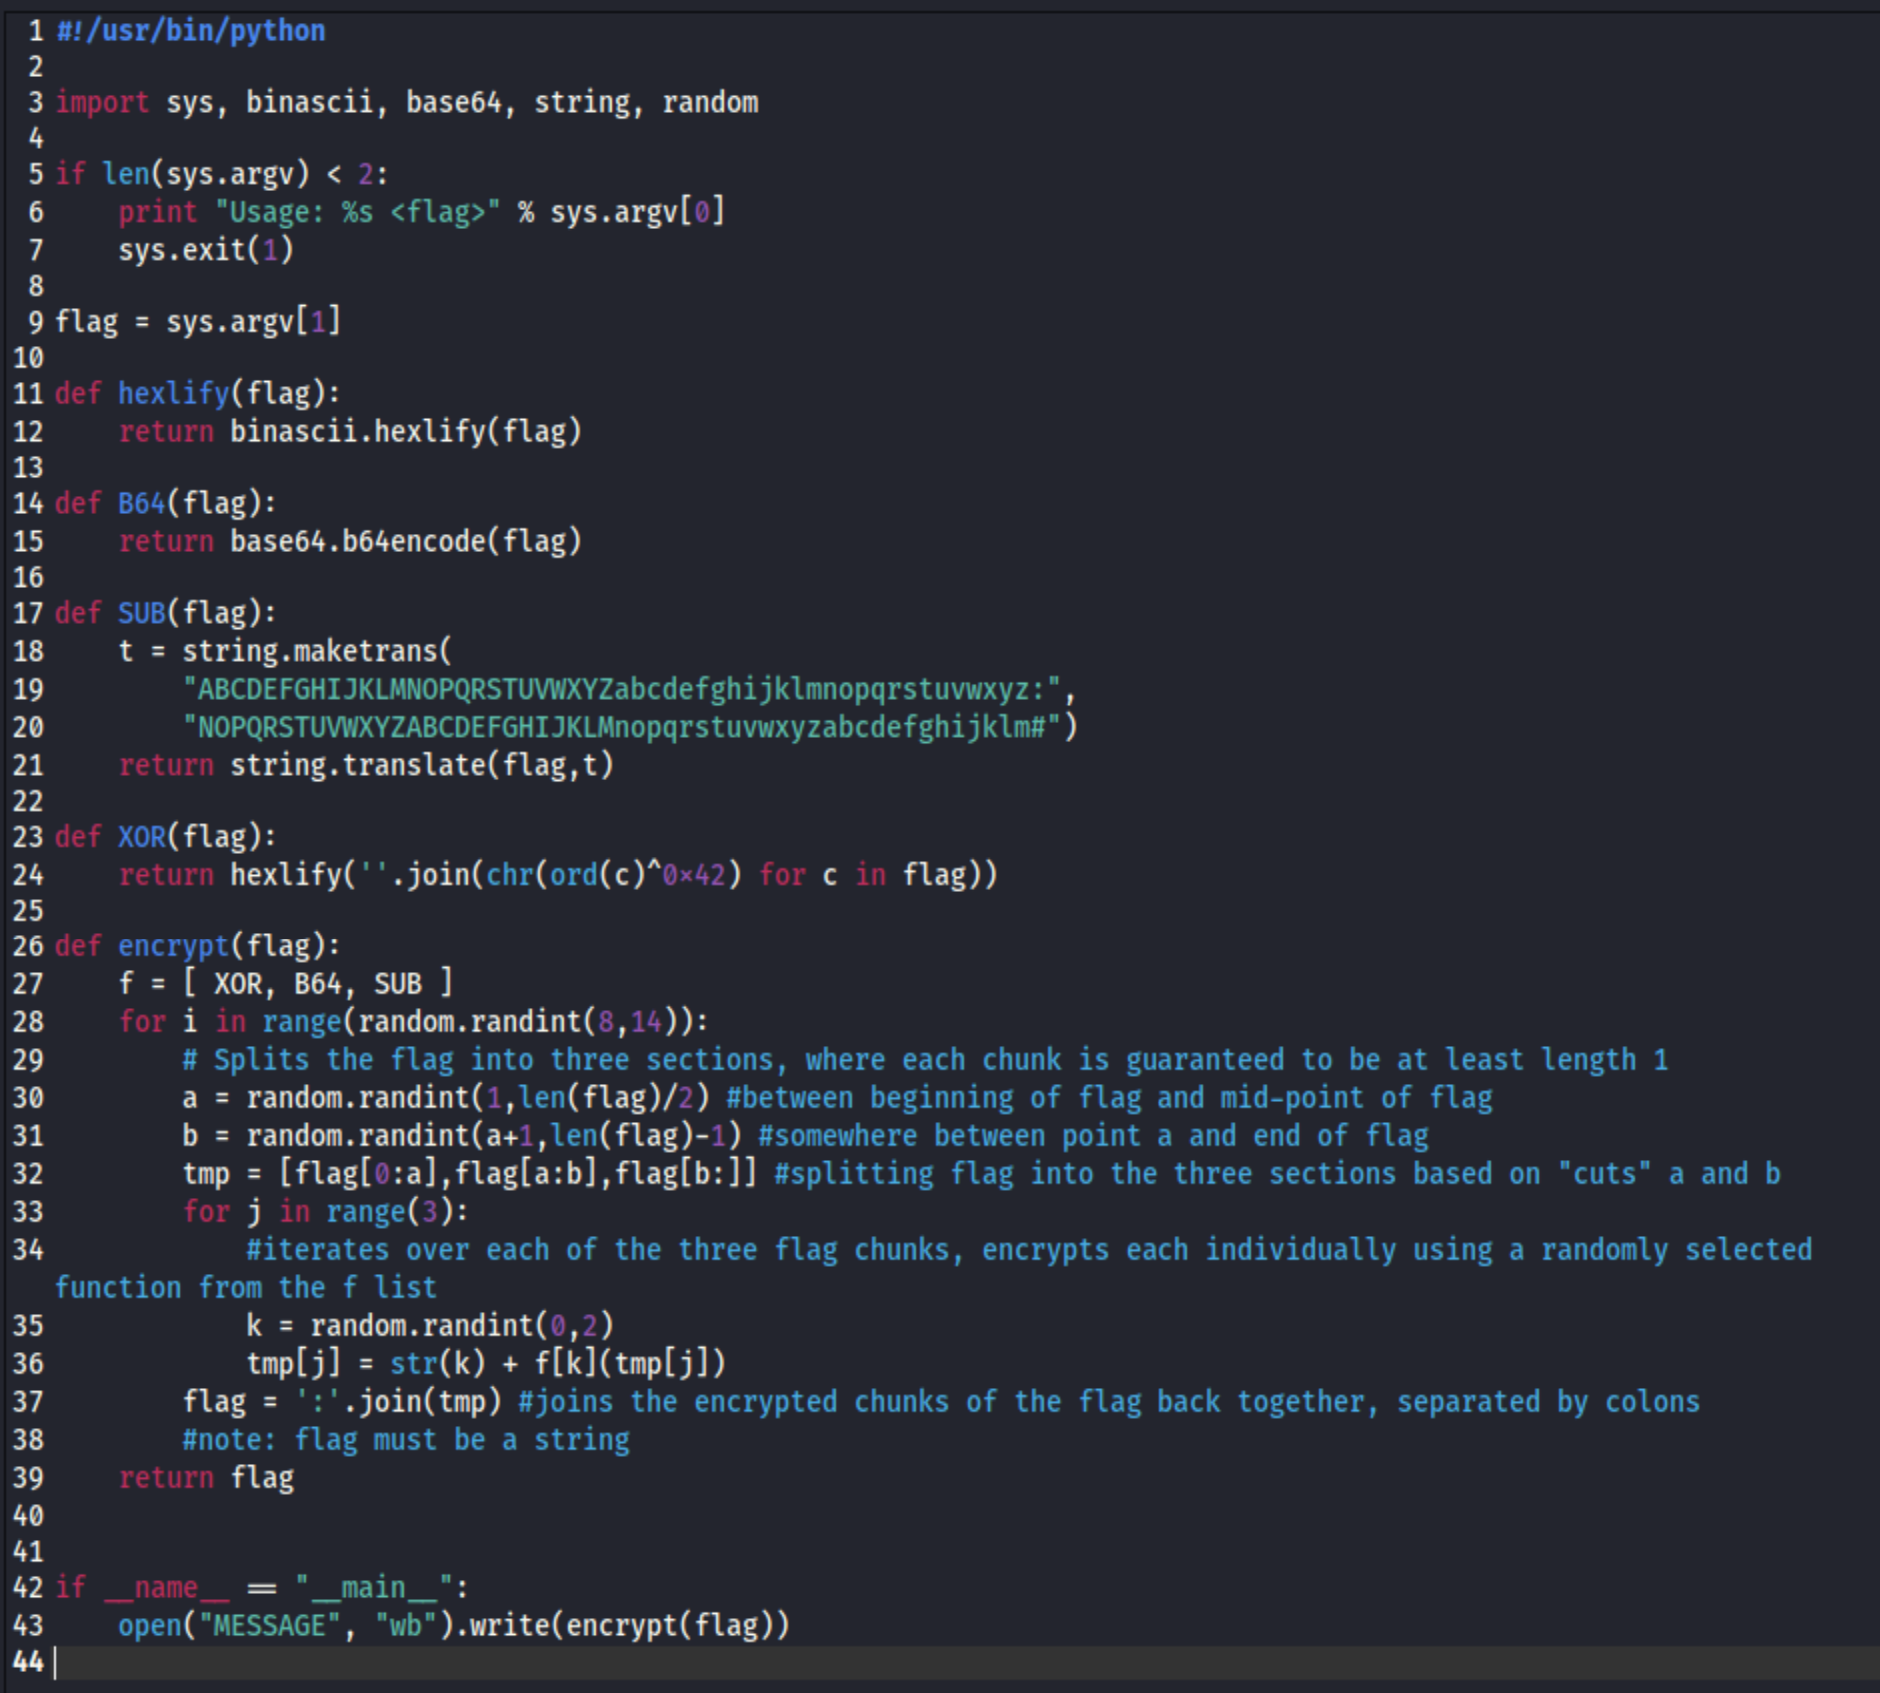 1 #!/usr/bin/python
2
3 import sys, binascii, base64, string, random
4
5 if len(sys.argv) < 2:
6     print "Usage: %s <flag>" % sys.argv[0]
7     sys.exit(1)
8
9 flag = sys.argv[1]
10
11 def hexlify(flag):
12     return binascii.hexlify(flag)
13
14 def B64(flag):
15     return base64.b64encode(flag)
16
17 def SUB(flag):
18     t = string.maketrans(
19         "ABCDEFGHIJKLMNOPQRSTUVWXYZabcdefghijklmnopqrstuvwxyz:",
20         "NOPQRSTUVWXYZABCDEFGHIJKLMnopqrstuvwxyzabcdefghijklm#")
21     return string.translate(flag,t)
22
23 def XOR(flag):
24     return hexlify(''.join(chr(ord(c)^0×42) for c in flag))
25
26 def encrypt(flag):
27     f = [ XOR, B64, SUB ]
28     for i in range(random.randint(8,14)):
29         # Splits the flag into three sections, where each chunk is guaranteed to be at least length 1
30         a = random.randint(1,len(flag)/2) #between beginning of flag and mid-point of flag
31         b = random.randint(a+1,len(flag)-1) #somewhere between point a and end of flag
32         tmp = [flag[0:a],flag[a:b],flag[b:]] #splitting flag into the three sections based on "cuts" a and b
33         for j in range(3):
34             #iterates over each of the three flag chunks, encrypts each individually using a randomly selected
function from the f list
35             k = random.randint(0,2)
36             tmp[j] = str(k) + f[k](tmp[j])
37         flag = ':'.join(tmp) #joins the encrypted chunks of the flag back together, separated by colons
38         #note: flag must be a string
39     return flag
40
41
42 if __name__ == "__main__":
43     open("MESSAGE", "wb").write(encrypt(flag))
44